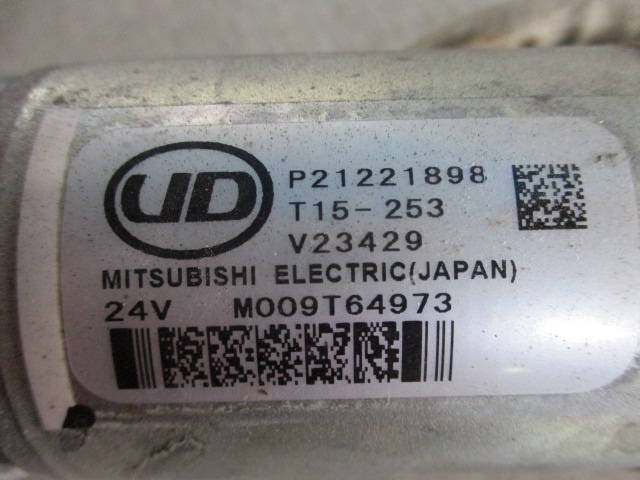 UD
P21221898
T15-253
V23429
MITSUBISHI ELECTRIC(JAPAN)
24V M009T64973